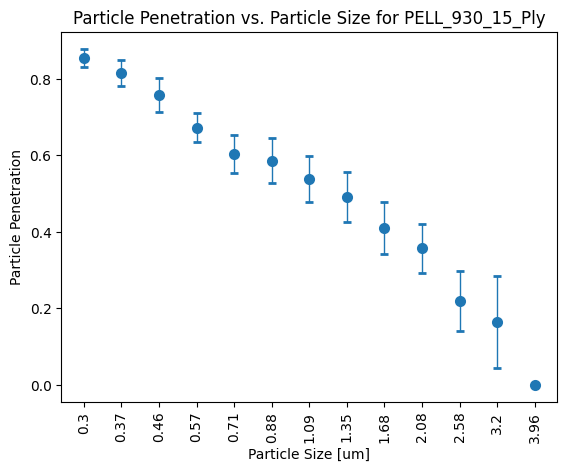 Particle Penetration vs. Particle Size for PELL_930_15_Ply
Particle Penetration
0.8
0.6
0.4
0.2
0.0
0.3 0.37 0.46 0.57 0.71 0.88 1.09 1.35 1.68 2.08 2.58 3.2 3.96
Particle Size [um]